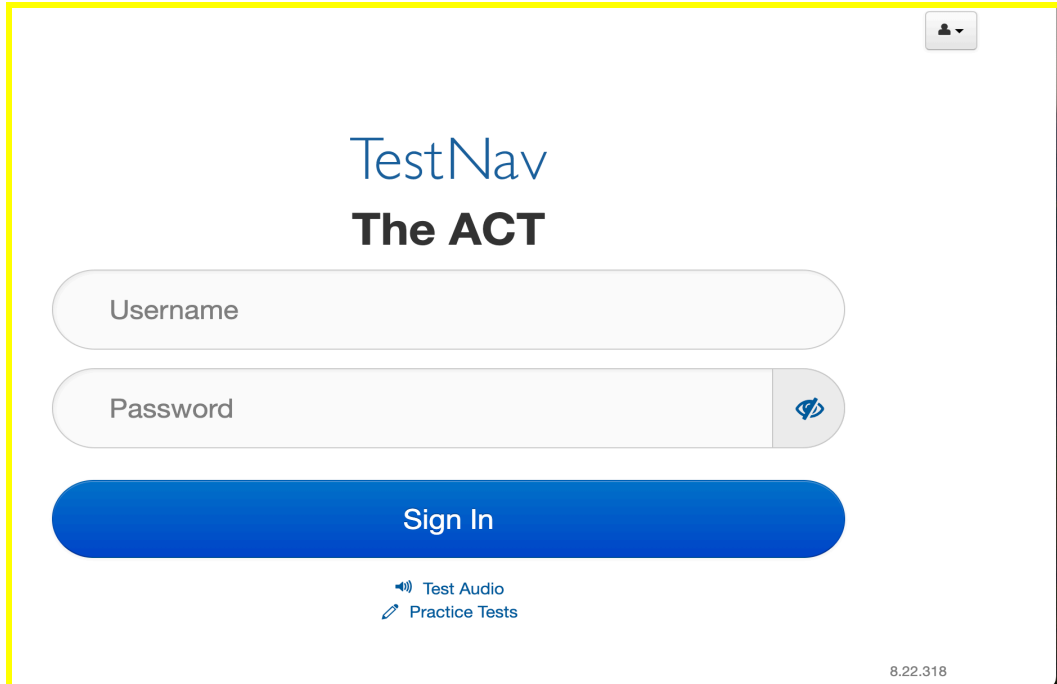 TestNav
The ACT
Username
Password
Sign In
Test Audio
Practice Tests
8.22.318